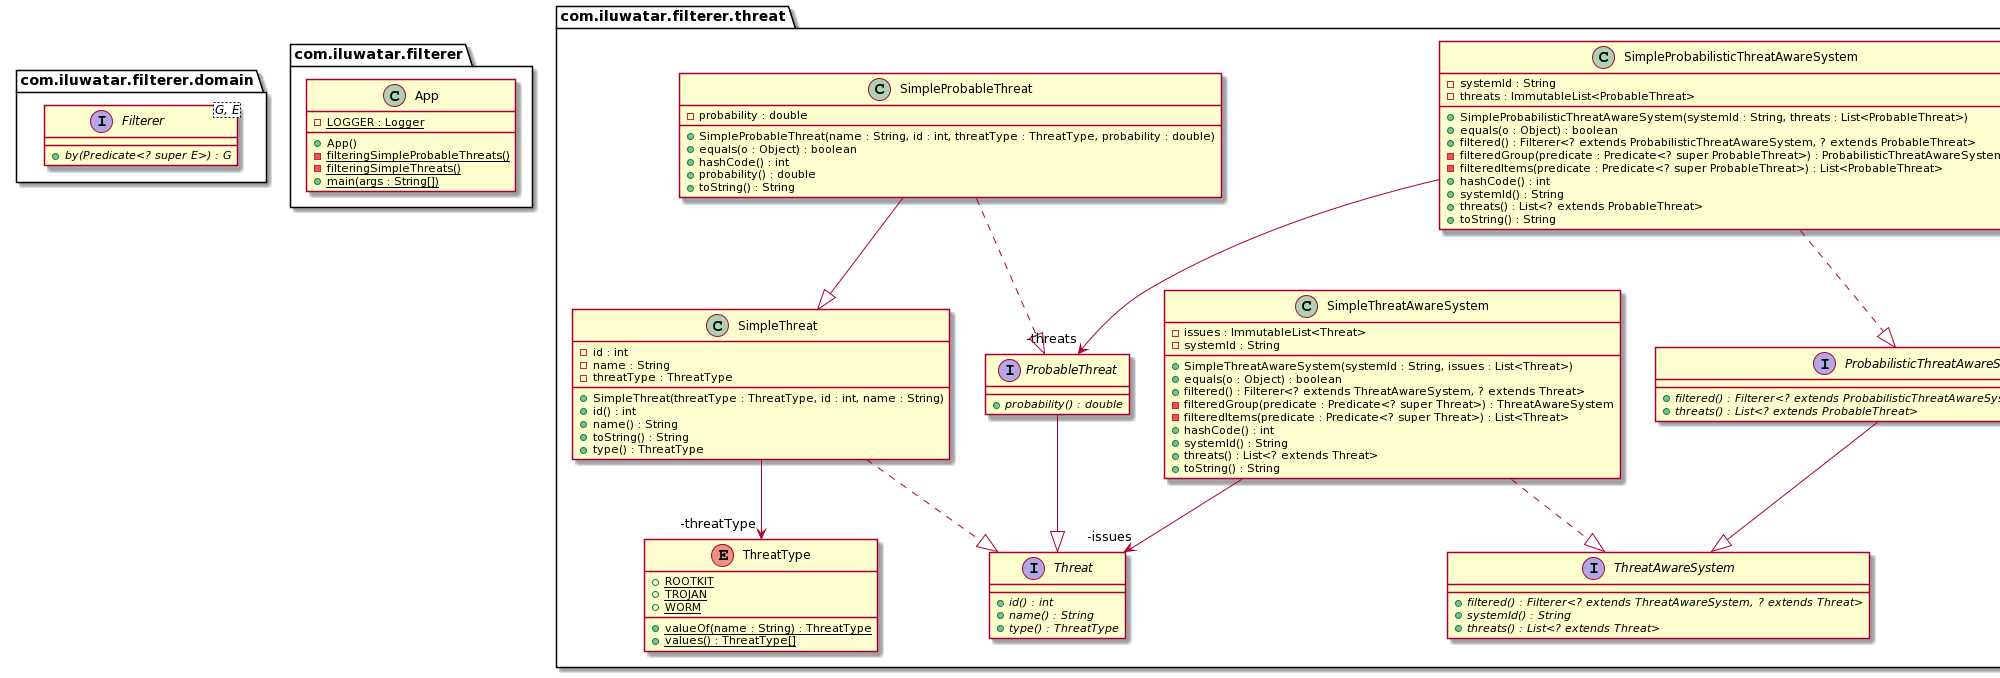 com.iluwatar.filterer.domain
Filterer
G, E
by(Predicate<? super E>) : G
com.iluwatar.filterer
App
LOGGER : Logger
App()
filteringSimpleProbableThreats()
filteringSimpleThreats()
main(args : String[])
com.iluwatar.filterer.threat
SimpleProbableThreat
probability : double
SimpleProbableThreat(name : String, id : int, threatType : ThreatType, probability : double)
equals(o : Object) : boolean
hashCode() : int
probability() : double
toString() : String
SimpleProbabilisticThreatAwareSystem
systemId : String
threats : ImmutableList<ProbableThreat>
SimpleProbabilisticThreatAwareSystem(systemId : String, threats : List<ProbableThreat>)
equals(o : Object) : boolean
filtered() : Filterer<? extends ProbabilisticThreatAwareSystem, ? extends ProbableThreat>
filteredGroup(predicate : Predicate<? super ProbableThreat>) : ProbabilisticThreatAwareSystem
filteredItems(predicate : Predicate<? super ProbableThreat>) : List<ProbableThreat>
hashCode() : int
systemId() : String
threats() : List<? extends ProbableThreat>
toString() : String
SimpleThreat
id : int
name : String
threatType : ThreatType
SimpleThreat(threatType : ThreatType, id : int, name : String)
id() : int
name() : String
toString() : String
type() : ThreatType
-threats
ProbableThreat
probability() : double
SimpleThreatAwareSystem
issues : ImmutableList<Threat>
systemId : String
SimpleThreatAwareSystem(systemId : String, issues : List<Threat>)
equals(o : Object) : boolean
filtered() : Filterer<? extends ThreatAwareSystem, ? extends Threat>
filteredGroup(predicate : Predicate<? super Threat>) : ThreatAwareSystem
filteredItems(predicate : Predicate<? super Threat>) : List<Threat>
hashCode() : int
systemId() : String
threats() : List<? extends Threat>
toString() : String
ProbabilisticThreatAwareS
filtered() : Filterer<? extends ProbabilisticThreatAwareSys
threats() : List<? extends ProbableThreat>
-threatType
ThreatType
ROOTKIT
TROJAN
WORM
valueOf(name : String) : ThreatType
values() : ThreatType[]
-issues
Threat
id() : int
name() : String
type() : ThreatType
ThreatAwareSystem
filtered() : Filterer<? extends ThreatAwareSystem, ? extends Threat>
systemId() : String
threats() : List<? extends Threat>